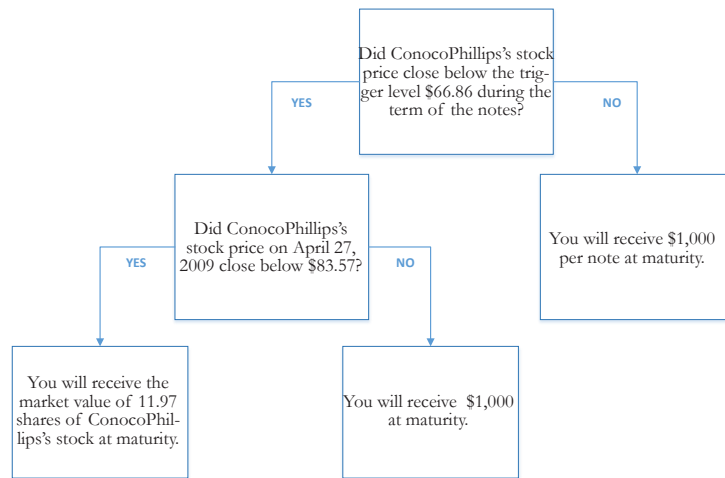 Did ConocoPhillips's stock
price close below the trig-
ger level $66.86 during the
term of the notes?
YES
NO
Did ConocoPhillips's
stock price on April 27,
2009 close below $83.57?
You will receive $1,000
per note at maturity.
YES
NO
You will receive the
market value of 11.97
shares of ConocoPhil-
lips's stock at maturity.
You will receive $1,000
at maturity.